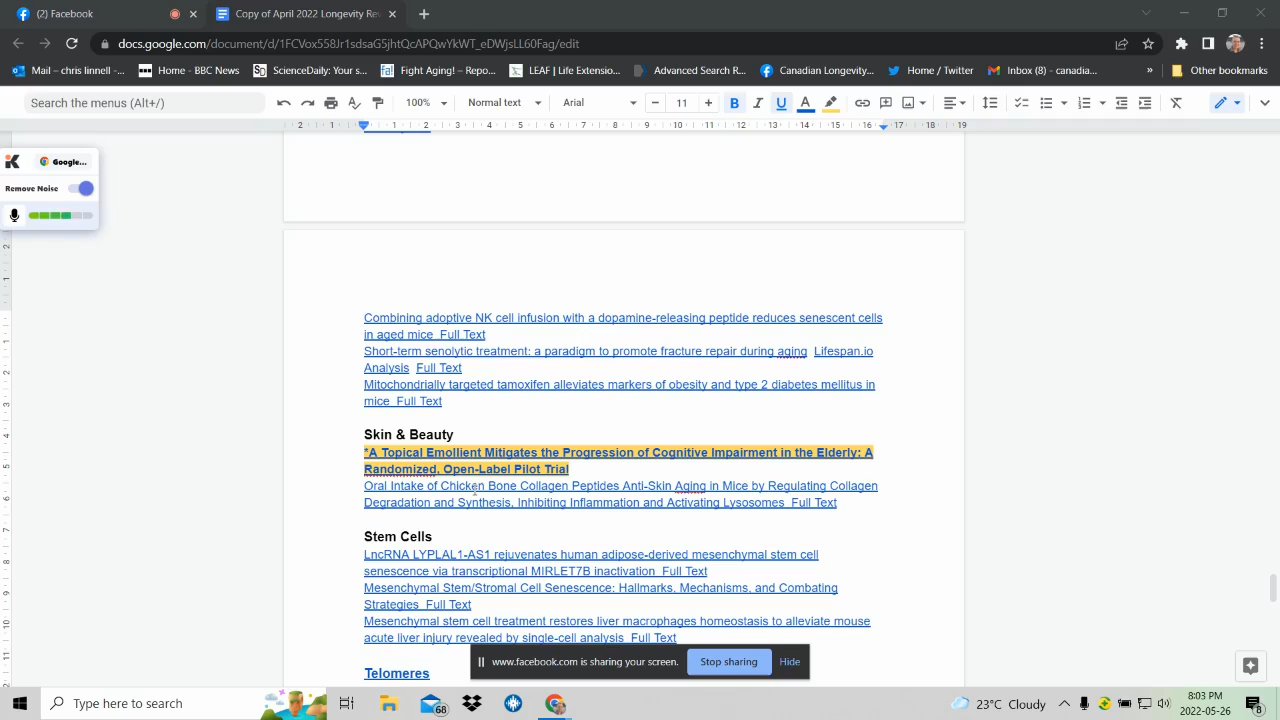 (2) Facebook
Copy of April 2022 Longevity Rev
docs.google.com/document/d/1FCVox558Jr1sdsaG5jhtQcAPQwYkWT_eDWjsLL60Fag/edit
Mail – chris linnell –...
Home - BBC News
ScienceDaily: Your s...
Fight Aging! – Repo...
LEAF | Life Extensio...
Advanced Search R...
Canadian Longevity...
Home / Twitter
Inbox (8) - canadia...
»
Other bookmarks
Search the menus (Alt+/)
100%
Normal text
Arial
11
B I U A
2 1 1 2 3 4 5 6 7 8 9 10 11 12 13 14 15 16 17 18 19
Google...
Remove Noise
Combining adoptive NK cell infusion with a dopamine-releasing peptide reduces senescent cells
in aged mice  Full Text
Short-term senolytic treatment: a paradigm to promote fracture repair during aging  Lifespan.io
Analysis  Full Text
Mitochondrially targeted tamoxifen alleviates markers of obesity and type 2 diabetes mellitus in
mice  Full Text
Skin & Beauty
*A Topical Emollient Mitigates the Progression of Cognitive Impairment in the Elderly: A
Randomized, Open-Label Pilot Trial
Oral Intake of Chicken Bone Collagen Peptides Anti-Skin Aging in Mice by Regulating Collagen
Degradation and Synthesis, Inhibiting Inflammation and Activating Lysosomes  Full Text
Stem Cells
LncRNA LYPLAL1-AS1 rejuvenates human adipose-derived mesenchymal stem cell
senescence via transcriptional MIRLET7B inactivation  Full Text
Mesenchymal Stem/Stromal Cell Senescence: Hallmarks, Mechanisms, and Combating
Strategies  Full Text
Mesenchymal stem cell treatment restores liver macrophages homeostasis to alleviate mouse
acute liver injury revealed by single-cell analysis  Full Text
www.facebook.com is sharing your screen.
Stop sharing
Hide
Telomeres
Type here to search
68
23°C Cloudy
8:03 PM
2022-05-26
8